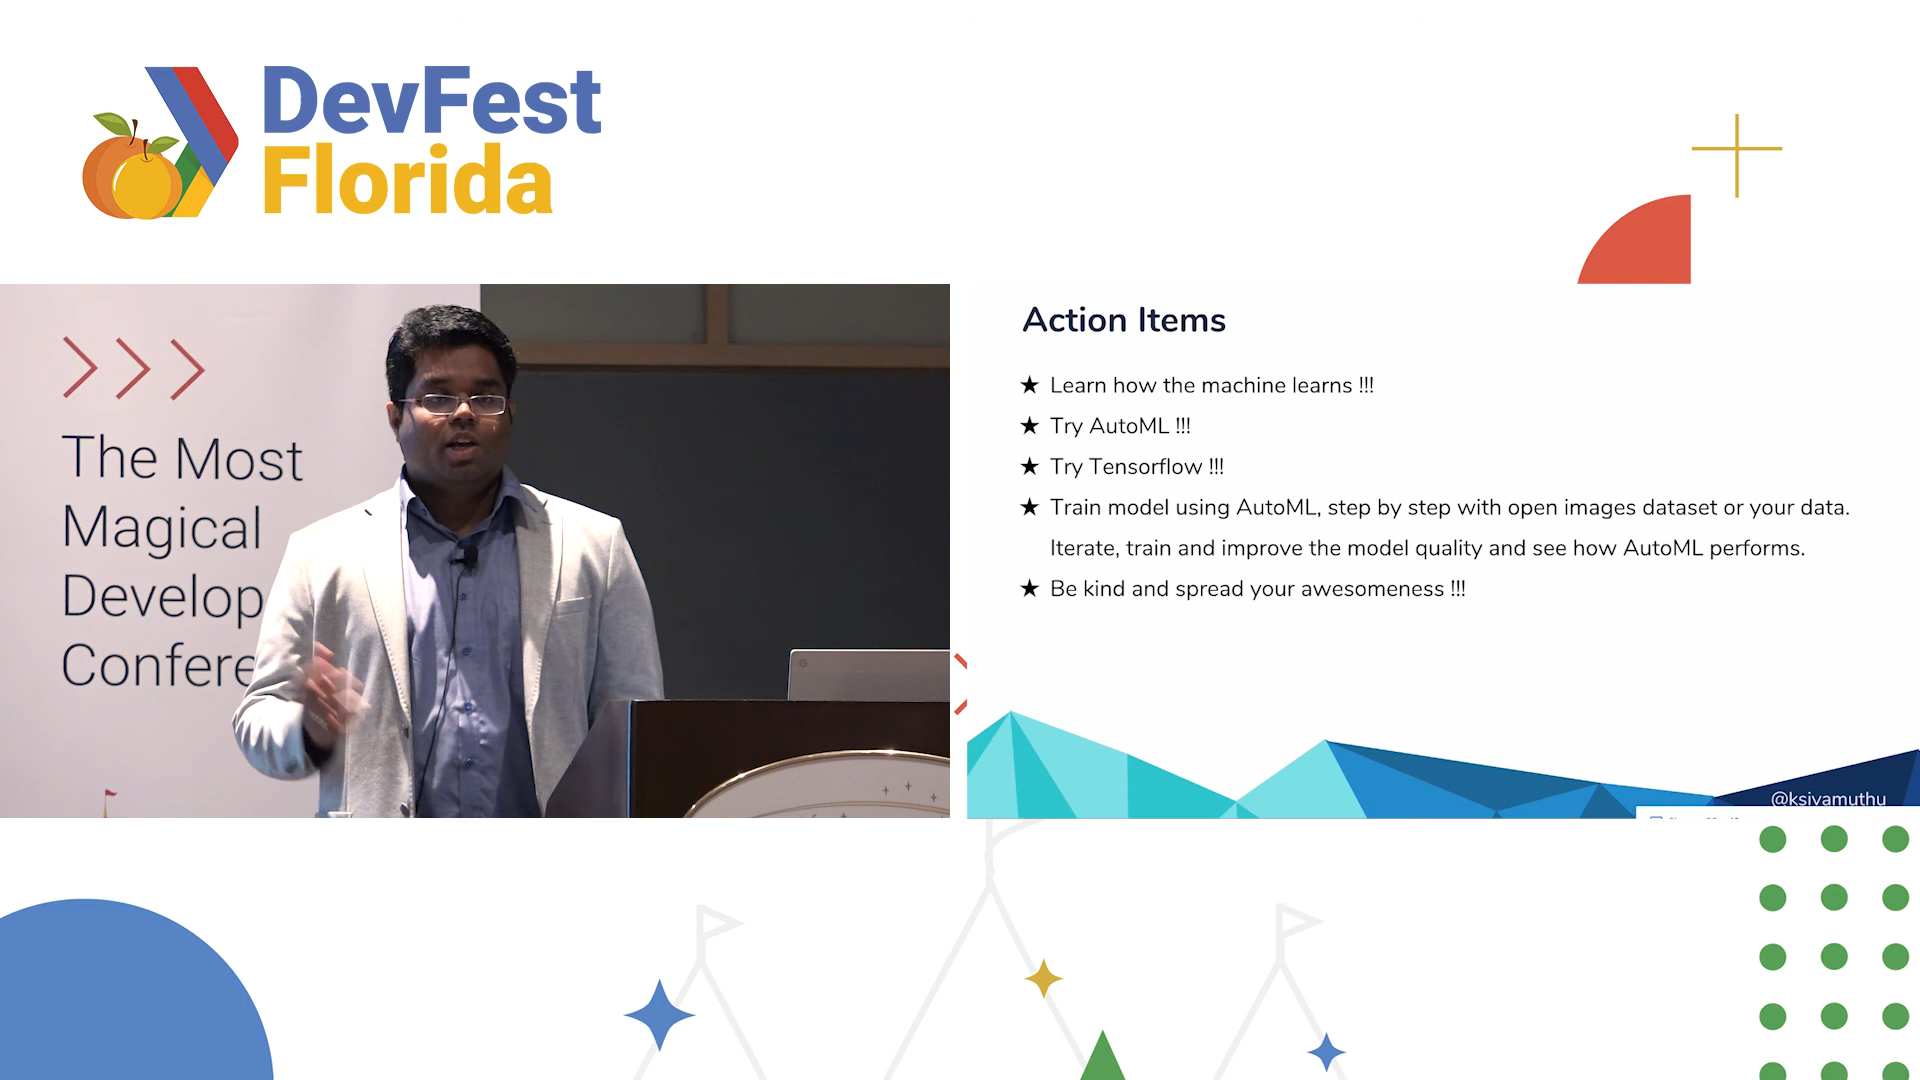 DevFest
Florida
The Most
Magical
Develop
Confere
Action Items
★ Learn how the machine learns !!!
★ Try AutoML !!!
★ Try Tensorflow !!!
★ Train model using AutoML, step by step with open images dataset or your data.
Iterate, train and improve the model quality and see how AutoML performs.
★ Be kind and spread your awesomeness !!!
@ksivamuthu